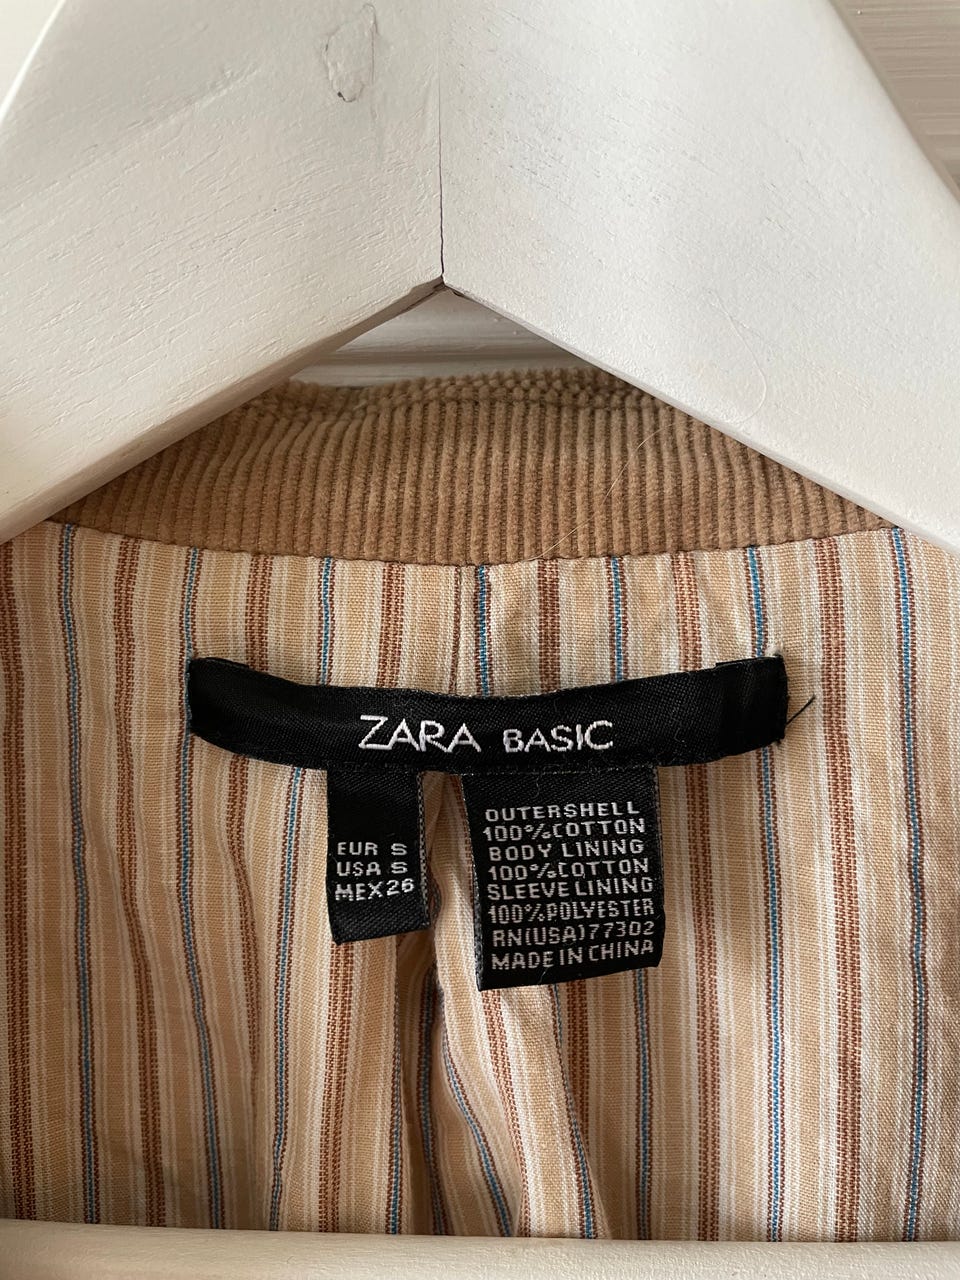 ZARA BASIC
EUR S
USA S
MEX 26
OUTERSHELL
100% COTTON
BODY LINING
100% COTTON
SLEEVE LINING
100% POLYESTER
RN(USA)77302
MADE IN CHINA